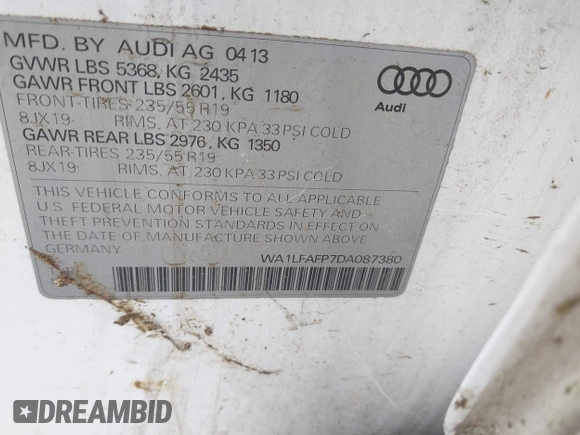 MFD. BY AUDI AG 04 13
GVWR LBS 5368, KG 2435
GAWR FRONT LBS 2601, KG 1180
FRONT-TIRES 235/55 R19
8JX19 RIMS, AT 230 KPA 33 PSI COLD
GAWR REAR LBS 2976, KG 1350
REAR-TIRES 235/55 R19
8JX19 RIMS, AT 230 KPA 33 PSI COLD
THIS VEHICLE CONFORMS TO ALL APPLICABLE
U.S. FEDERAL MOTOR VEHICLE SAFETY AND
THEFT PREVENTION STANDARDS IN EFFECT ON
THE DATE OF MANUFACTURE SHOWN ABOVE.
GERMANY
WA1LFAFP7DA087380
Audi
DREAMBID